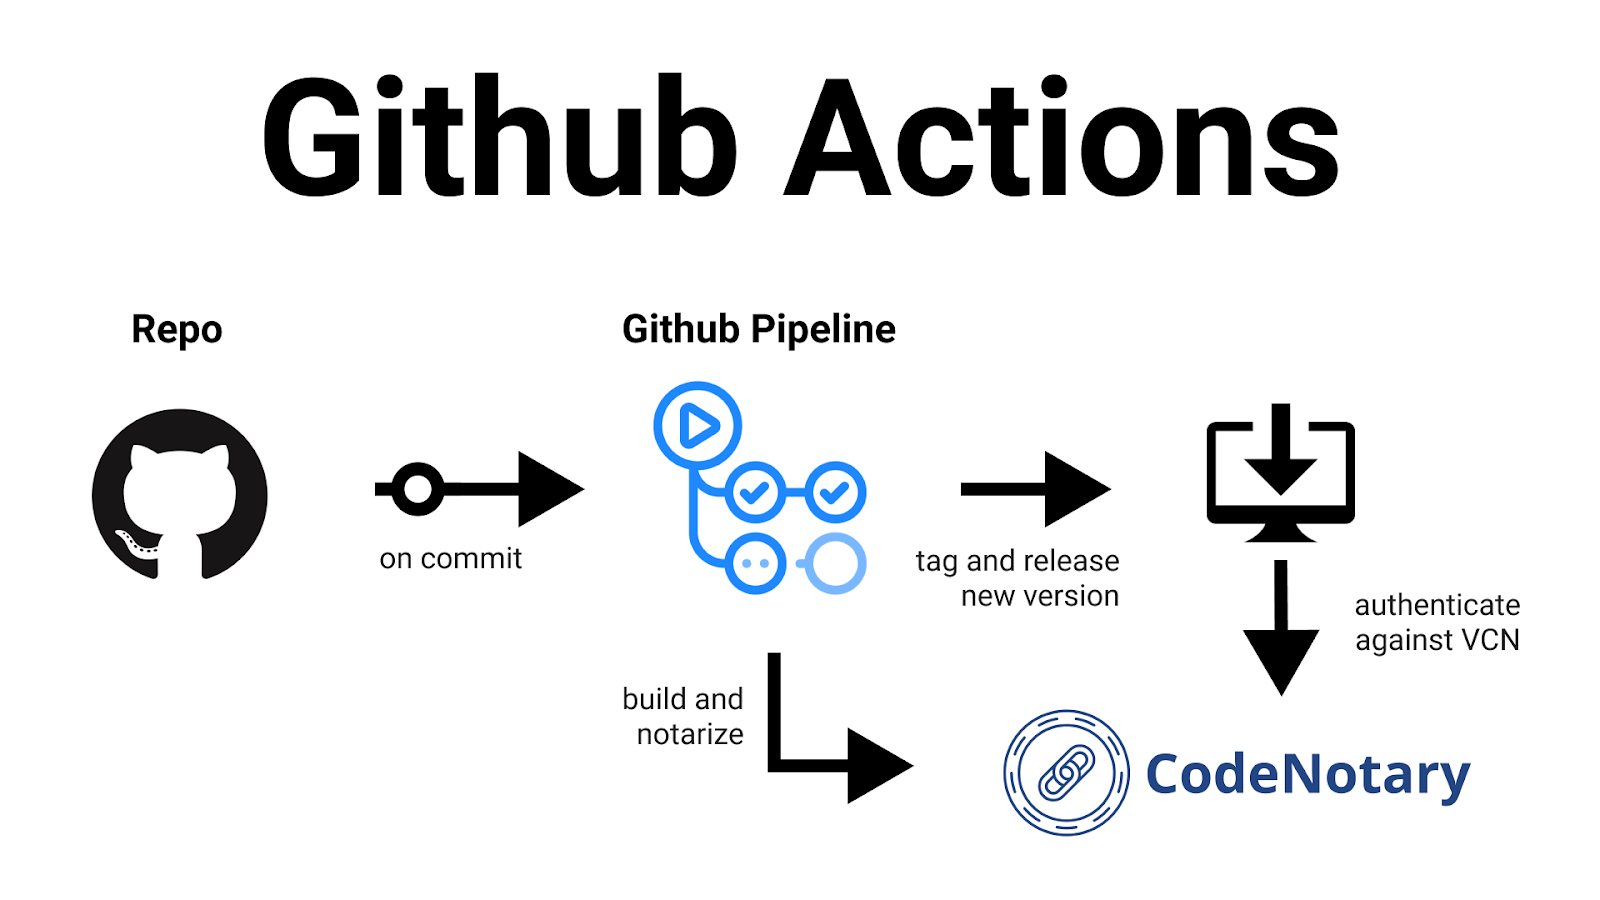 Github Actions
Repo
Github Pipeline
on commit
tag and release
new version
authenticate
against VCN
build and
notarize
CodeNotary